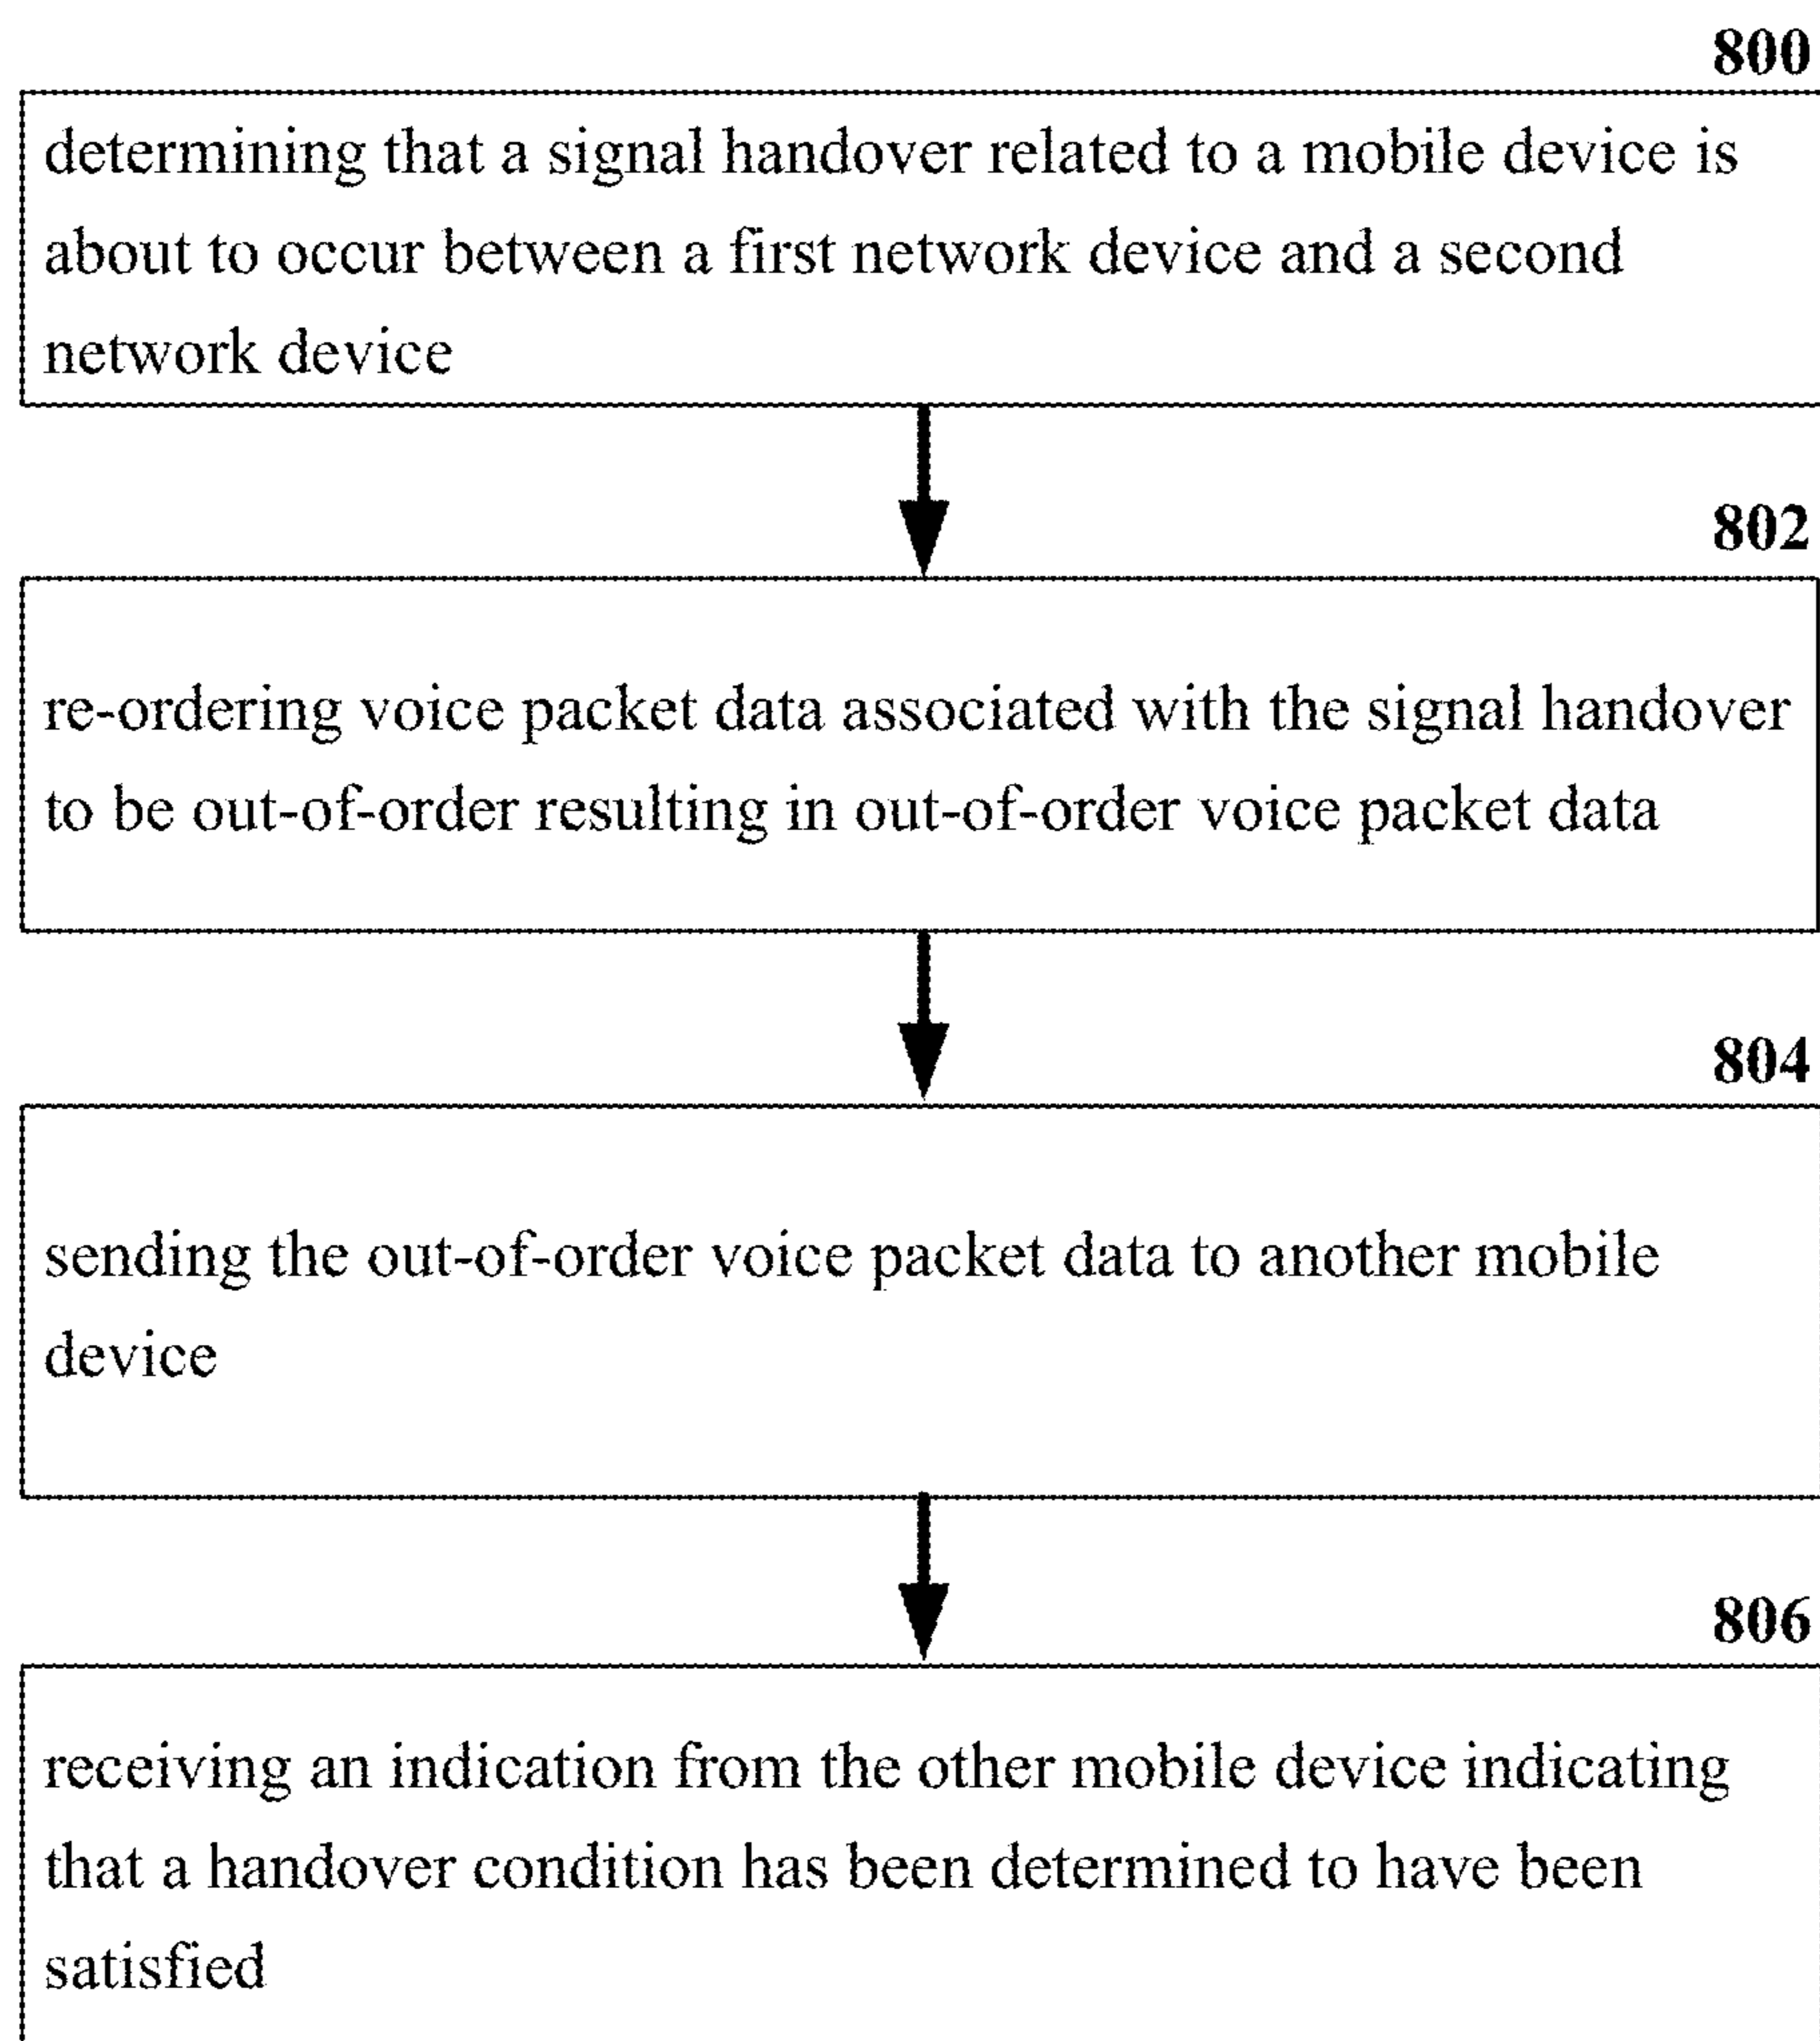 800
determining that a signal handover related to a mobile device is
about to occur between a first network device and a second
network device
802
re-ordering voice packet data associated with the signal handover
to be out-of-order resulting in out-of-order voice packet data
804
sending the out-of-order voice packet data to another mobile
device
806
receiving an indication from the other mobile device indicating
that a handover condition has been determined to have been
satisfied